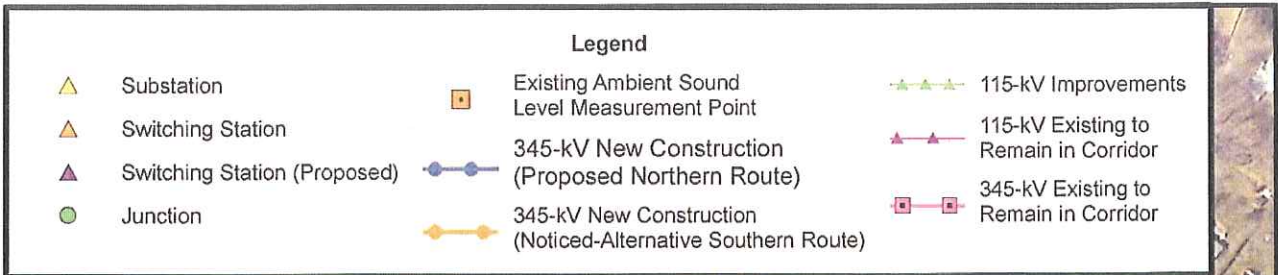 Legend
Substation
Switching Station
Switching Station (Proposed)
Junction
Existing Ambient Sound
Level Measurement Point
345-kV New Construction
(Proposed Northern Route)
345-kV New Construction
(Noticed-Alternative Southern Route)
115-kV Improvements
115-kV Existing to
Remain in Corridor
345-kV Existing to
Remain in Corridor